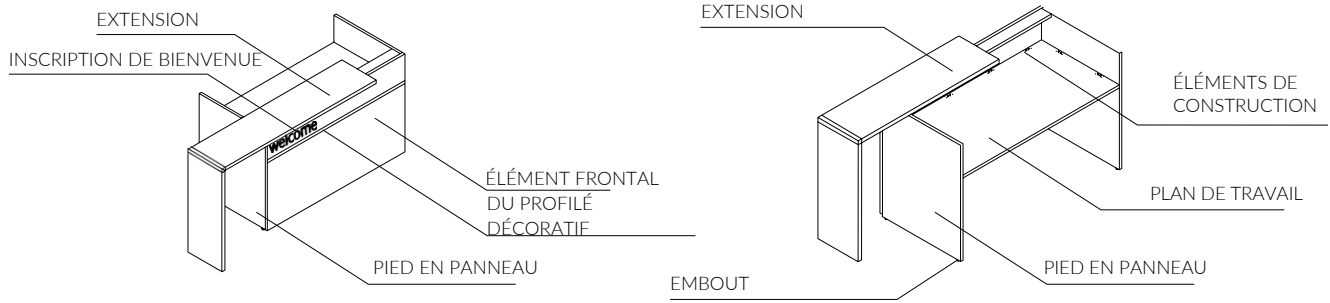 EXTENSION
INSCRIPTION DE BIENVENUE
welcome
ÉLÉMENT FRONTAL
DU PROFILÉ
DÉCORATIF
PIED EN PANNEAU
EXTENSION
ÉLÉMENTS DE
CONSTRUCTION
PLAN DE TRAVAIL
PIED EN PANNEAU
EMBOUT